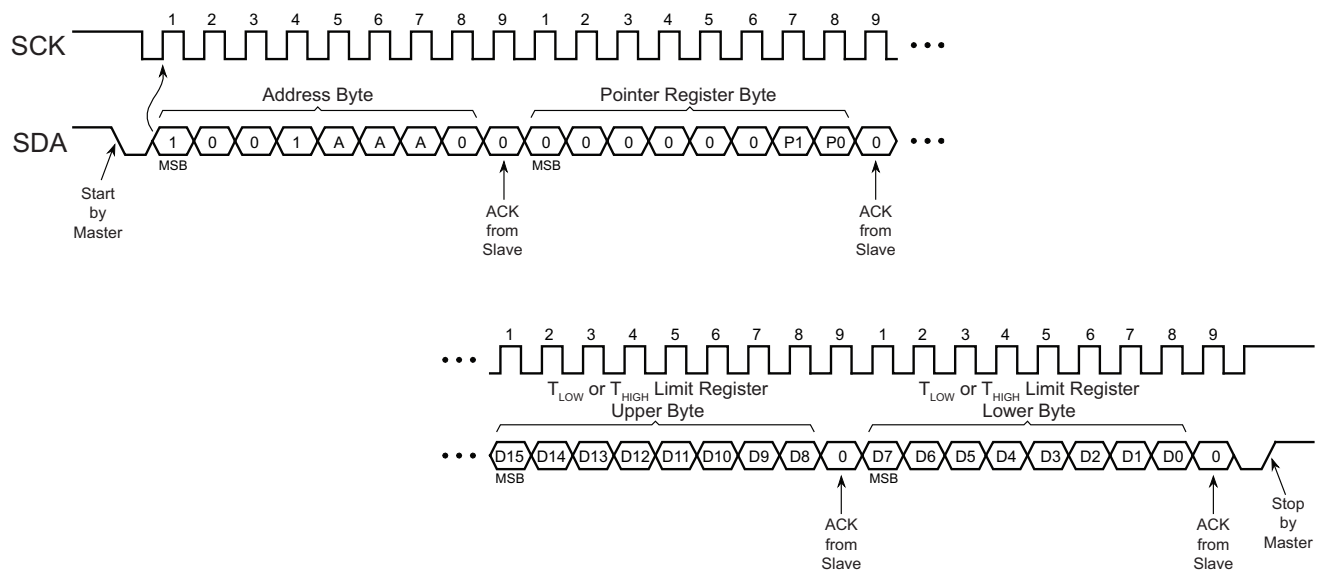 1 2 3 4 5 6 7 8 9 1 2 3 4 5 6 7 8 9
SCK
Address Byte Pointer Register Byte
SDA 1 0 0 1 A A A 0 0 0 0 0 0 0 0 P1 P0 0
MSB MSB
Start
by
Master
ACK
from
Slave
ACK
from
Slave
1 2 3 4 5 6 7 8 9 1 2 3 4 5 6 7 8 9
TLOW or THIGH Limit Register
Upper Byte
TLOW or THIGH Limit Register
Lower Byte
D15 D14 D13 D12 D11 D10 D9 D8 0 D7 D6 D5 D4 D3 D2 D1 D0 0
MSB MSB
ACK
from
Slave
ACK
from
Slave
Stop
by
Master